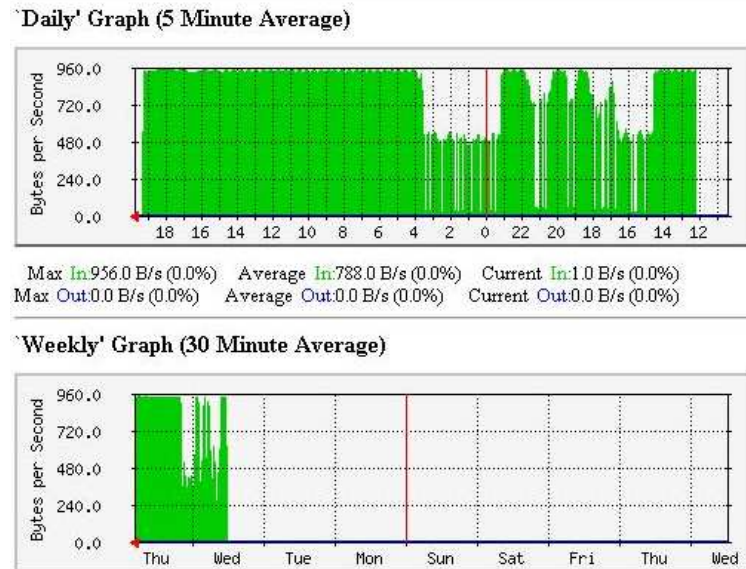 `Daily' Graph (5 Minute Average)
960.0
720.0
480.0
240.0
0.0
Bytes per Second
18 16 14 12 10 8 6 4 2 0 22 20 18 16 14 12
Max In:956.0 B/s (0.0%) Average In:788.0 B/s (0.0%) Current In:1.0 B/s (0.0%)
Max Out:0.0 B/s (0.0%) Average Out:0.0 B/s (0.0%) Current Out:0.0 B/s (0.0%)
`Weekly' Graph (30 Minute Average)
960.0
720.0
480.0
240.0
0.0
Bytes per Second
Thu Wed Tue Mon Sun Sat Fri Thu Wed